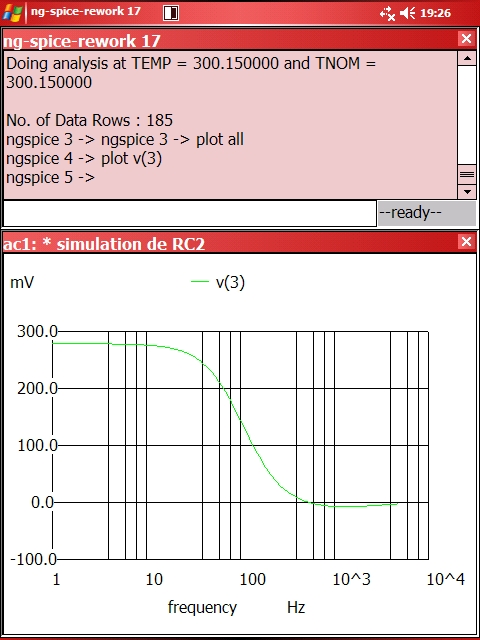 ng-spice-rework 17
19:26
ng-spice-rework 17
Doing analysis at TEMP = 300.150000 and TNOM =
300.150000
No. of Data Rows : 185
ngspice 3 -> ngspice 3 -> plot all
ngspice 4 -> plot v(3)
ngspice 5 ->
--ready--
ac1: * simulation de RC2
mV
v(3)
300.0
200.0
100.0
0.0
-100.0
1 10 100 10^3 10^4
frequency Hz